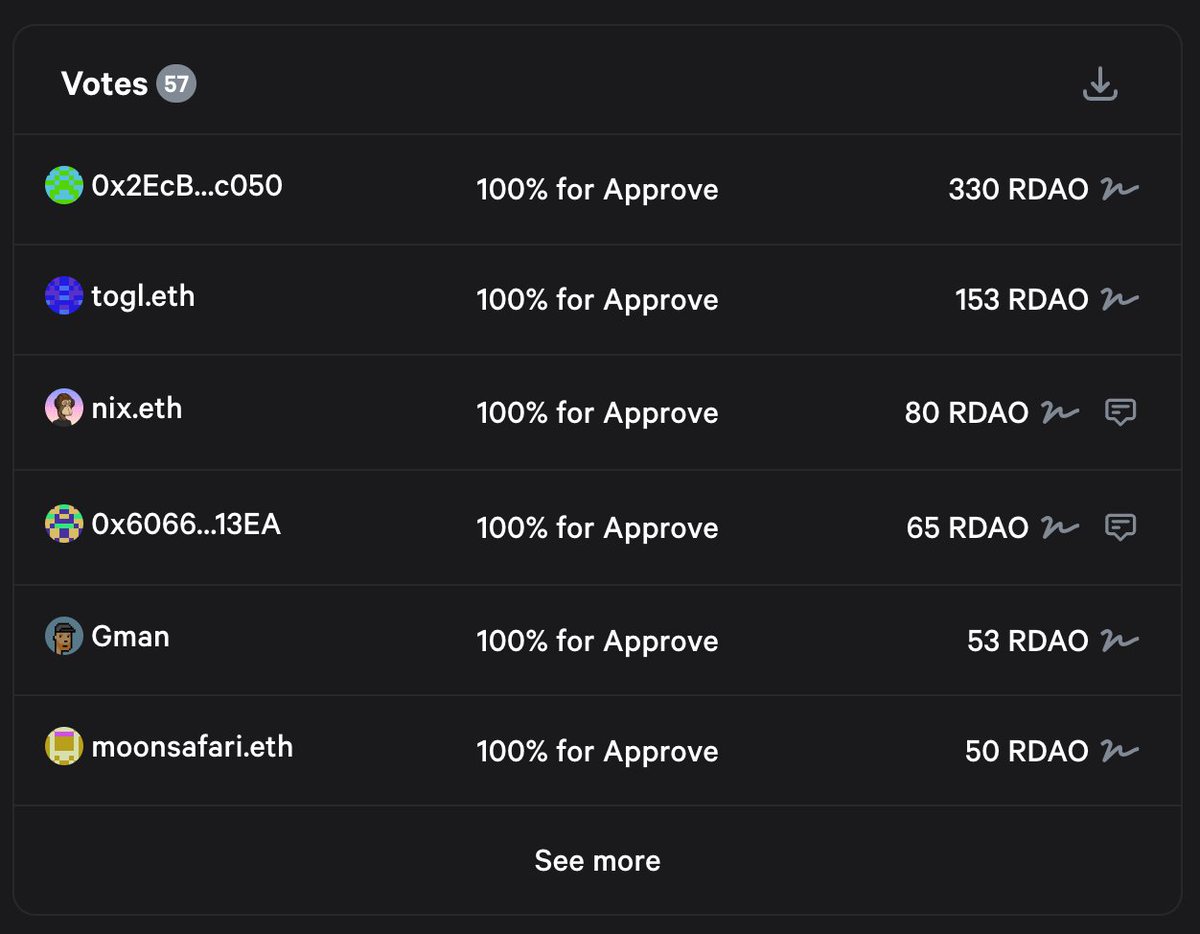 Votes 57
0x2EcB...c050 100% for Approve 330 RDAO
togl.eth 100% for Approve 153 RDAO
nix.eth 100% for Approve 80 RDAO
0x6066...13EA 100% for Approve 65 RDAO
Gman 100% for Approve 53 RDAO
moonsafari.eth 100% for Approve 50 RDAO
See more